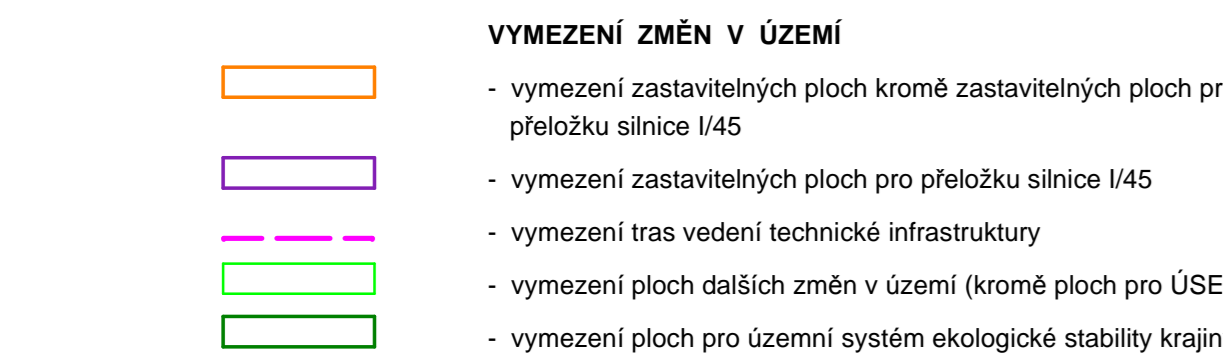 VYMEZENÍ ZMĚN V ÚZEMÍ
- vymezení zastavitelných ploch kromě zastavitelných ploch pr
přeložku silnice I/45
- vymezení zastavitelných ploch pro přeložku silnice I/45
- vymezení tras vedení technické infrastruktury
- vymezení ploch dalších změn v území (kromě ploch pro ÚSE
- vymezení ploch pro územní systém ekologické stability krajin